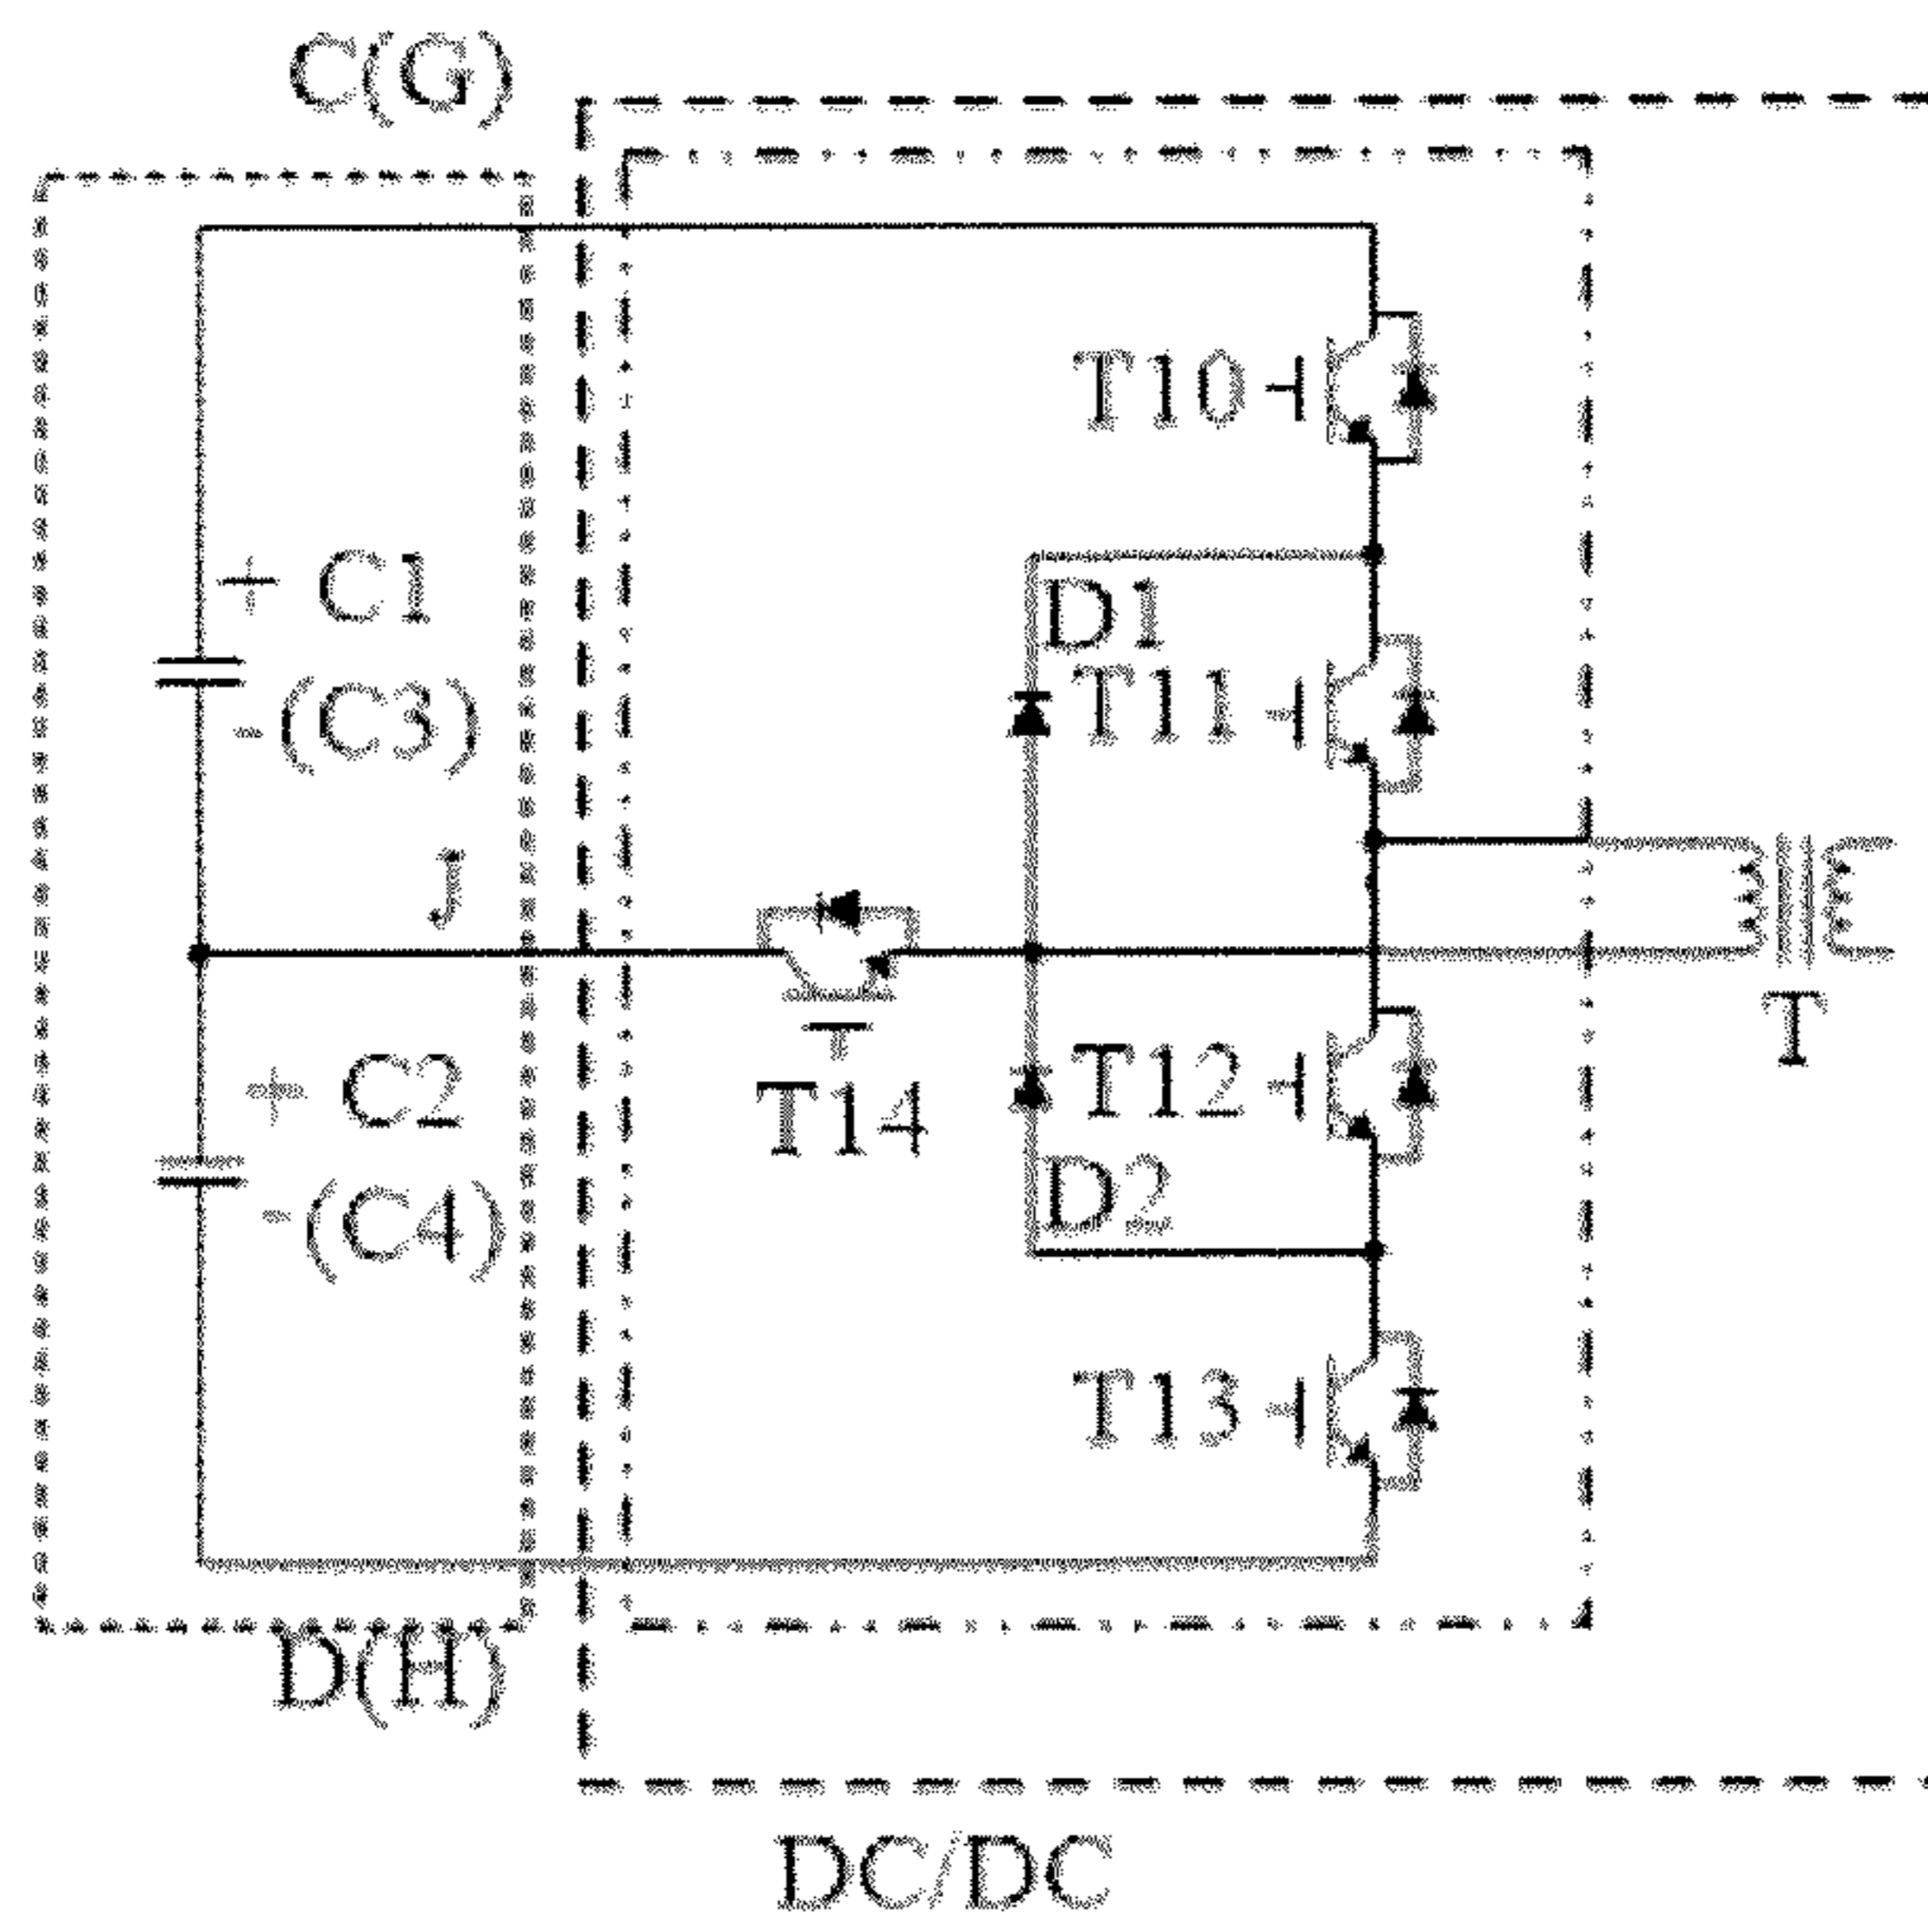 C(G)
T10
+ C1
D1
T11
- (C3)
J
T
+ C2
T12
T14
D2
- (C4)
T13
D(H)
DC/DC